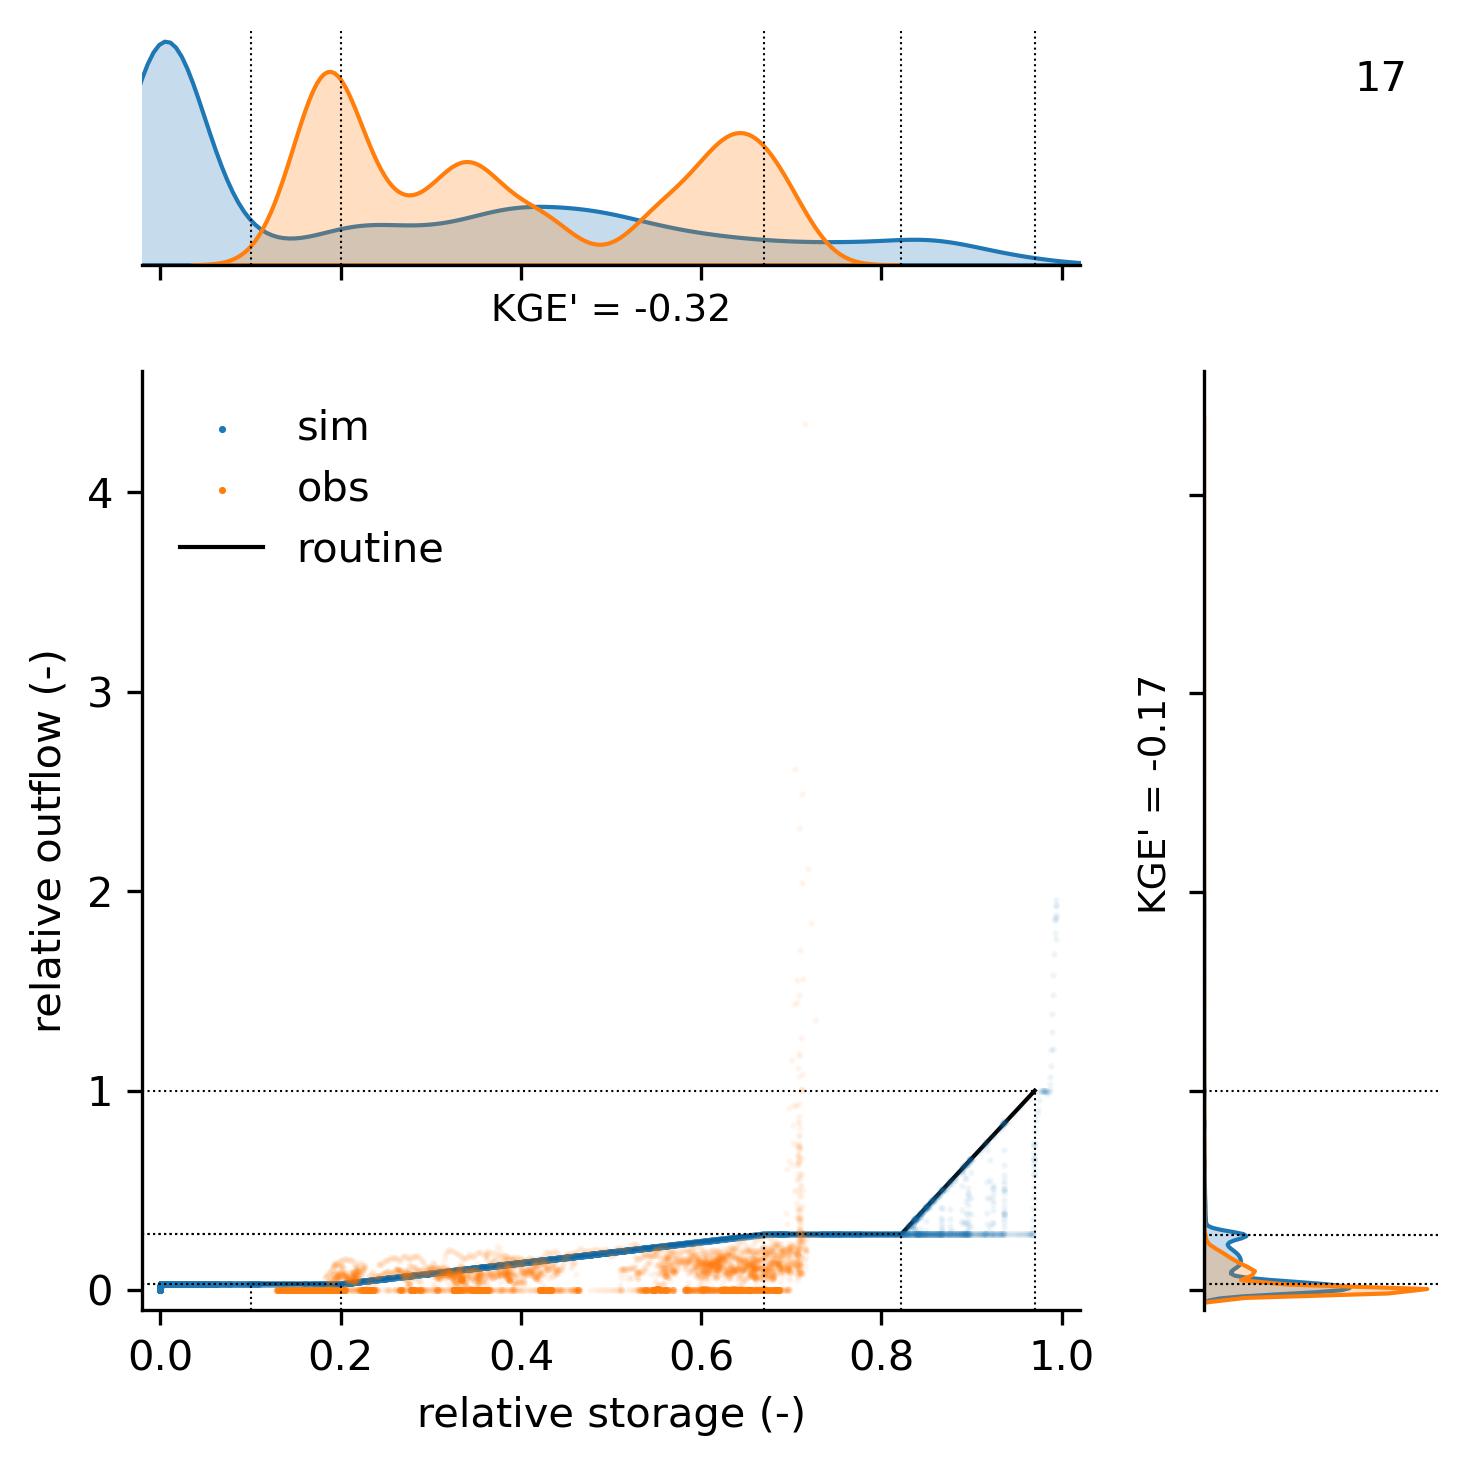 17
KGE' = -0.32
sim
obs
routine
4
3
2
1
0
relative outflow (-)
KGE' = -0.17
0.0 0.2 0.4 0.6 0.8 1.0
relative storage (-)